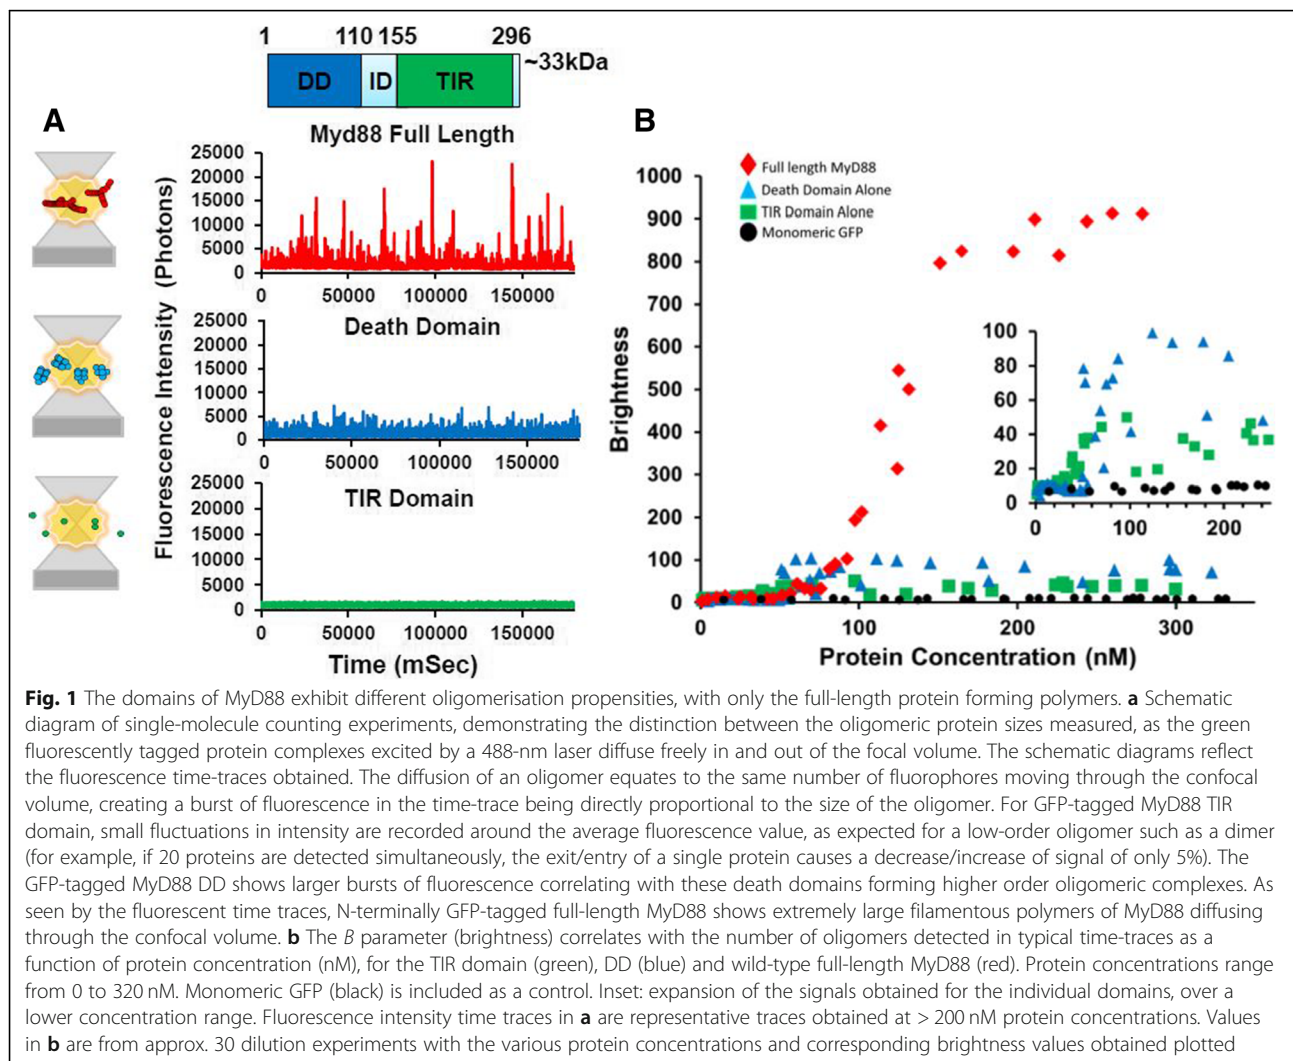 1 110 155 296
DD ID TIR ~33kDa
A
Myd88 Full Length
Fluorescence Intensity (Photons)
25000
20000
15000
10000
5000
0
0 50000 100000 150000
Death Domain
25000
20000
15000
10000
5000
0
0 50000 100000 150000
TIR Domain
25000
20000
15000
10000
5000
0
0 50000 100000 150000
Time (mSec)
B
Full length MyD88
Death Domain Alone
TIR Domain Alone
Monomeric GFP
Brightness
1000
900
800
700
600
500
400
300
200
100
0
0 100 200 300
Protein Concentration (nM)
100
80
60
40
20
0
0 100 200
Fig. 1 The domains of MyD88 exhibit different oligomerisation propensities, with only the full-length protein forming polymers. a Schematic
diagram of single-molecule counting experiments, demonstrating the distinction between the oligomeric protein sizes measured, as the green
fluorescently tagged protein complexes excited by a 488-nm laser diffuse freely in and out of the focal volume. The schematic diagrams reflect
the fluorescence time-traces obtained. The diffusion of an oligomer equates to the same number of fluorophores moving through the confocal
volume, creating a burst of fluorescence in the time-trace being directly proportional to the size of the oligomer. For GFP-tagged MyD88 TIR
domain, small fluctuations in intensity are recorded around the average fluorescence value, as expected for a low-order oligomer such as a dimer
(for example, if 20 proteins are detected simultaneously, the exit/entry of a single protein causes a decrease/increase of signal of only 5%). The
GFP-tagged MyD88 DD shows larger bursts of fluorescence correlating with these death domains forming higher order oligomeric complexes. As
seen by the fluorescent time traces, N-terminally GFP-tagged full-length MyD88 shows extremely large filamentous polymers of MyD88 diffusing
through the confocal volume. b The B parameter (brightness) correlates with the number of oligomers detected in typical time-traces as a
function of protein concentration (nM), for the TIR domain (green), DD (blue) and wild-type full-length MyD88 (red). Protein concentrations range
from 0 to 320 nM. Monomeric GFP (black) is included as a control. Inset: expansion of the signals obtained for the individual domains, over a
lower concentration range. Fluorescence intensity time traces in a are representative traces obtained at > 200 nM protein concentrations. Values
in b are from approx. 30 dilution experiments with the various protein concentrations and corresponding brightness values obtained plotted